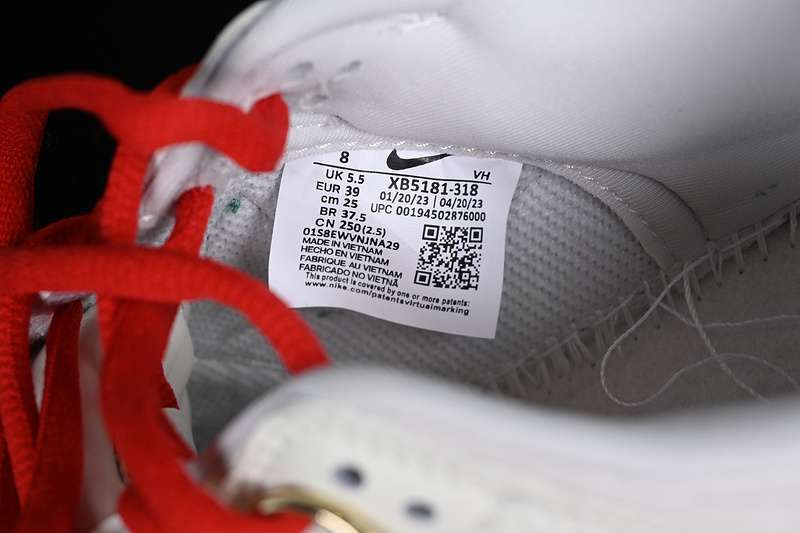 8
VH
UK 5.5
XB5181-318
EUR 39
01/20/23 | 04/20/23
cm 25
UPC 00194502876000
BR 37.5
CN 250(2.5)
01S8EWVNJNA29
MADE IN VIETNAM
HECHO EN VIETNAM
FABRIQUE AU VIETNAM
FABRICADO NO VIETNÃ
This product is covered by one or more patents:
www.nike.com/patentsvirtualmarking